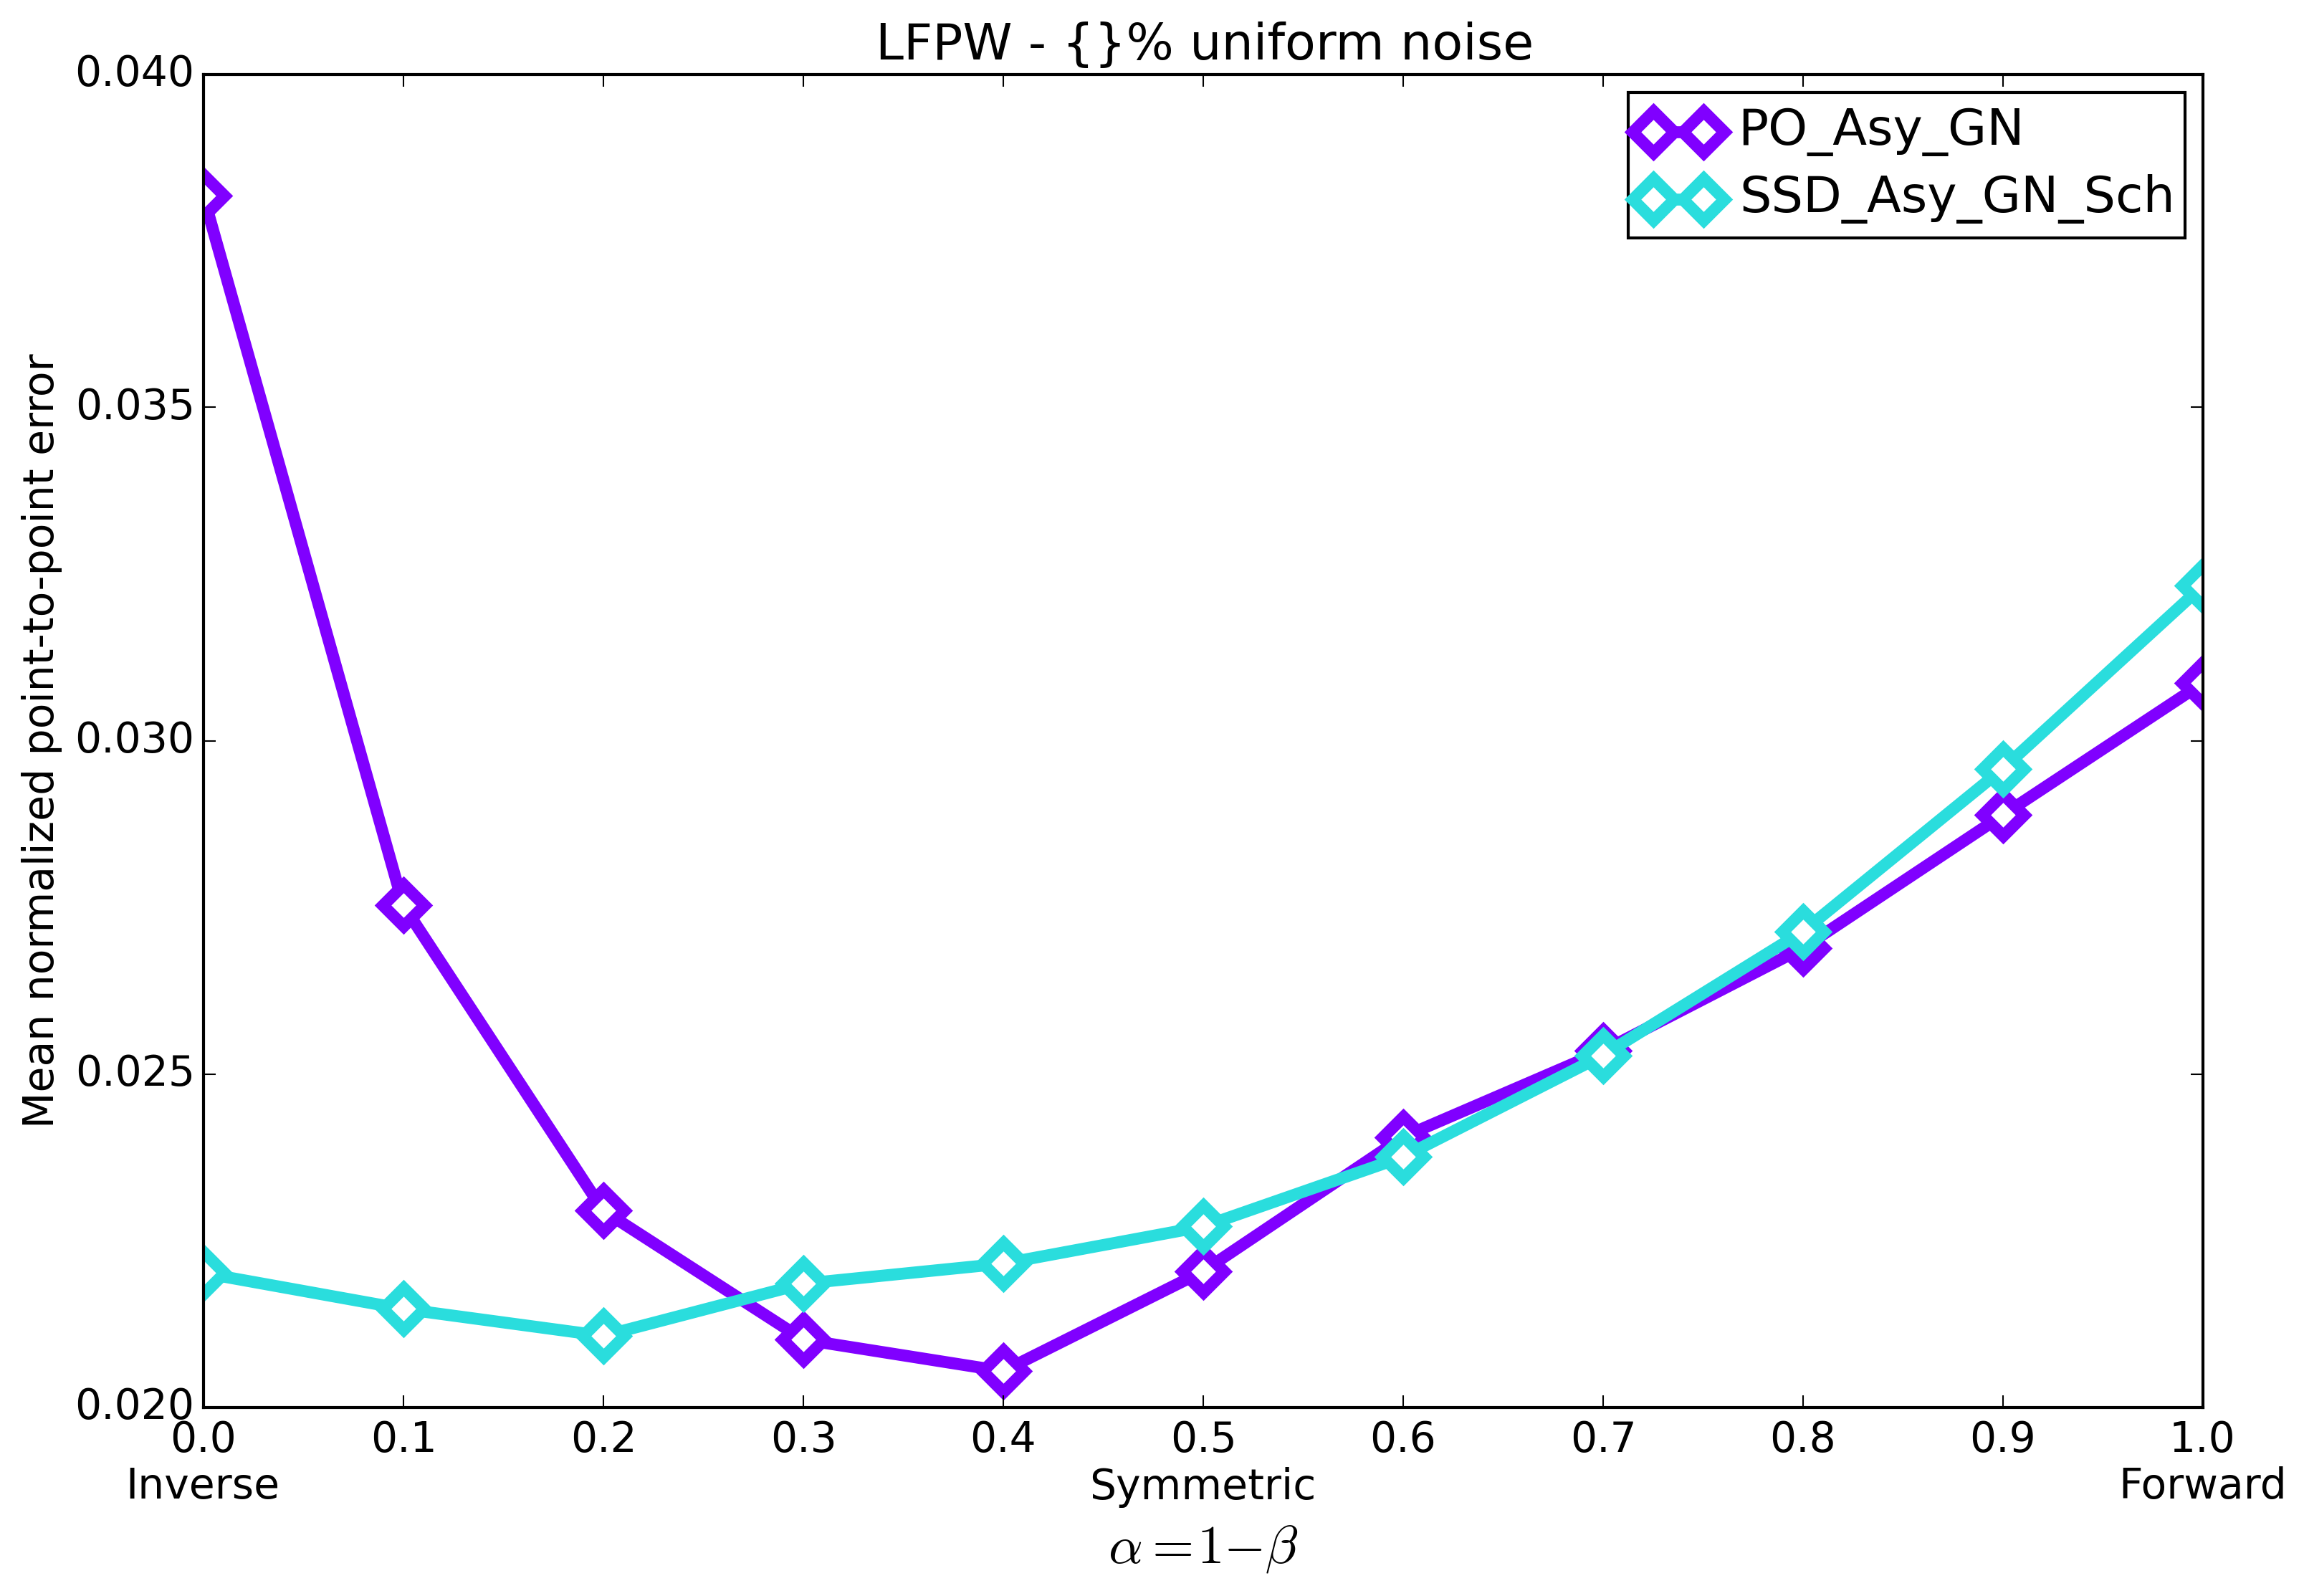 LFPW - {}% uniform noise
PO_Asy_GN
SSD_Asy_GN_Sch
Mean normalized point-to-point error
0.040
0.035
0.030
0.025
0.020
0.0 0.1 0.2 0.3 0.4 0.5 0.6 0.7 0.8 0.9 1.0
Inverse Symmetric Forward
α=1−β